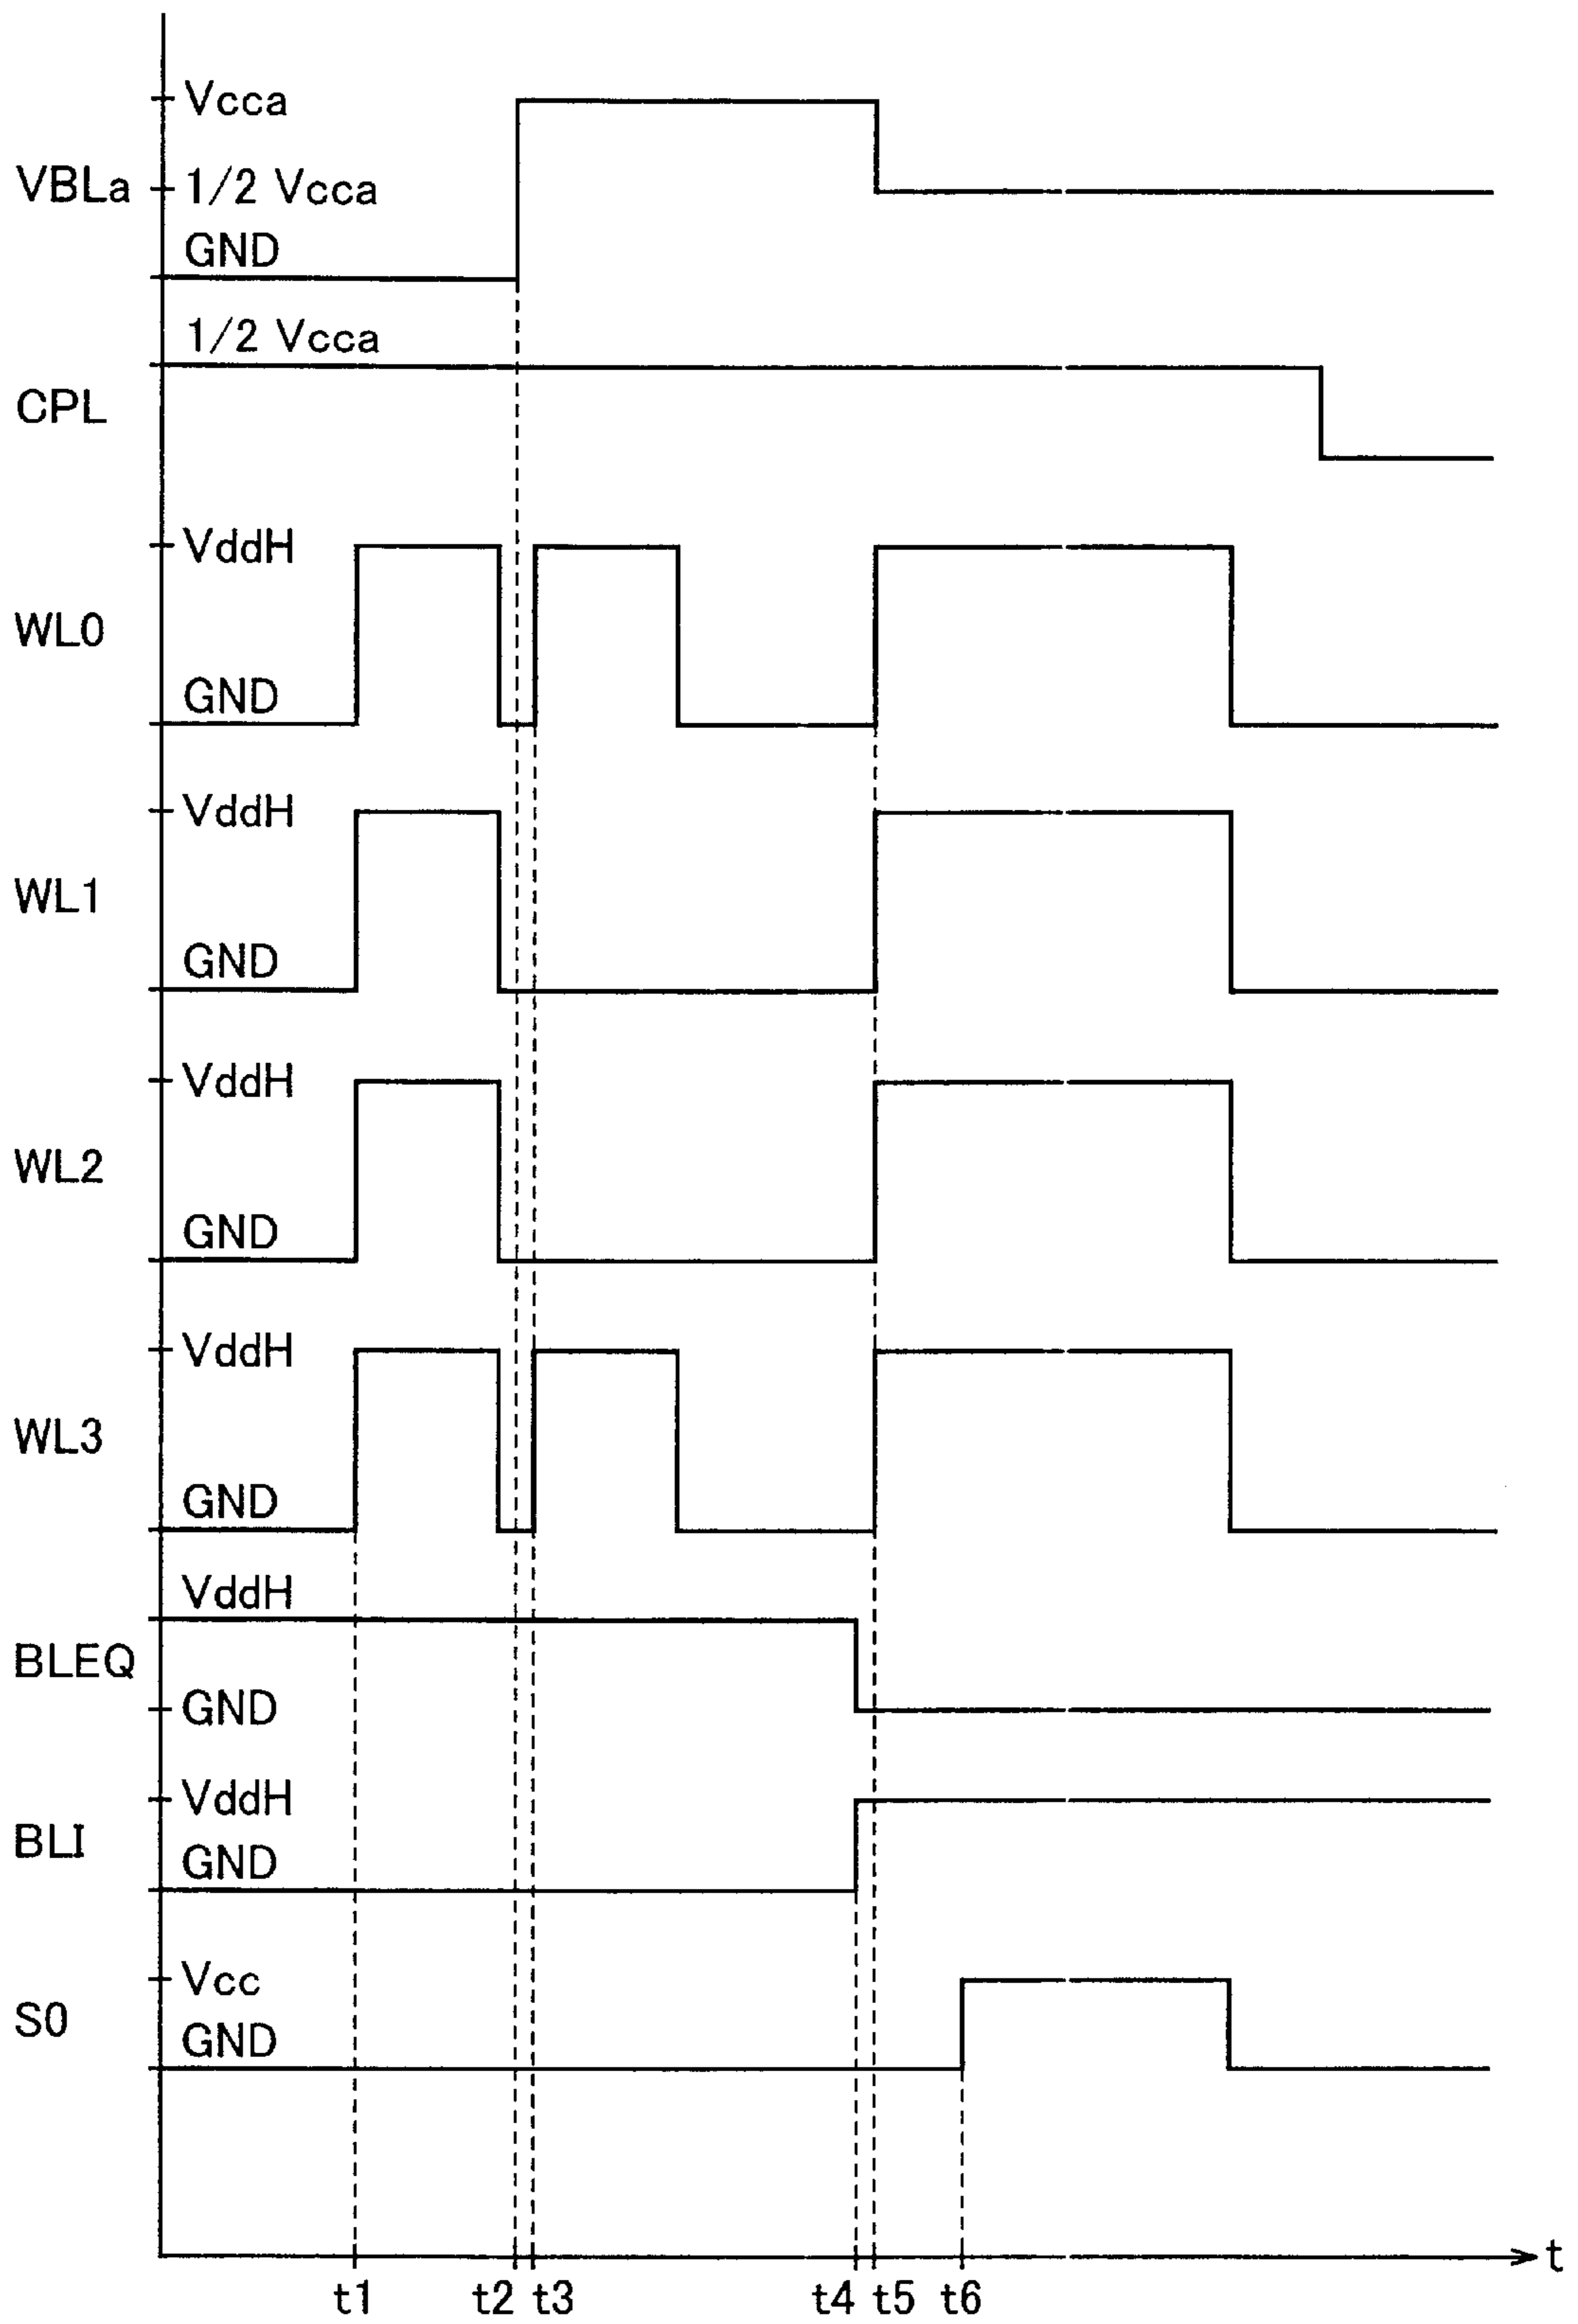 Vcca
VBLa
1/2 Vcca
GND
1/2 Vcca
CPL
VddH
WL0
GND
VddH
WL1
GND
VddH
WL2
GND
VddH
WL3
GND
VddH
BLEQ
GND
VddH
BLI
GND
Vcc
S0
GND
t
t1
t2
t3
t4
t5
t6